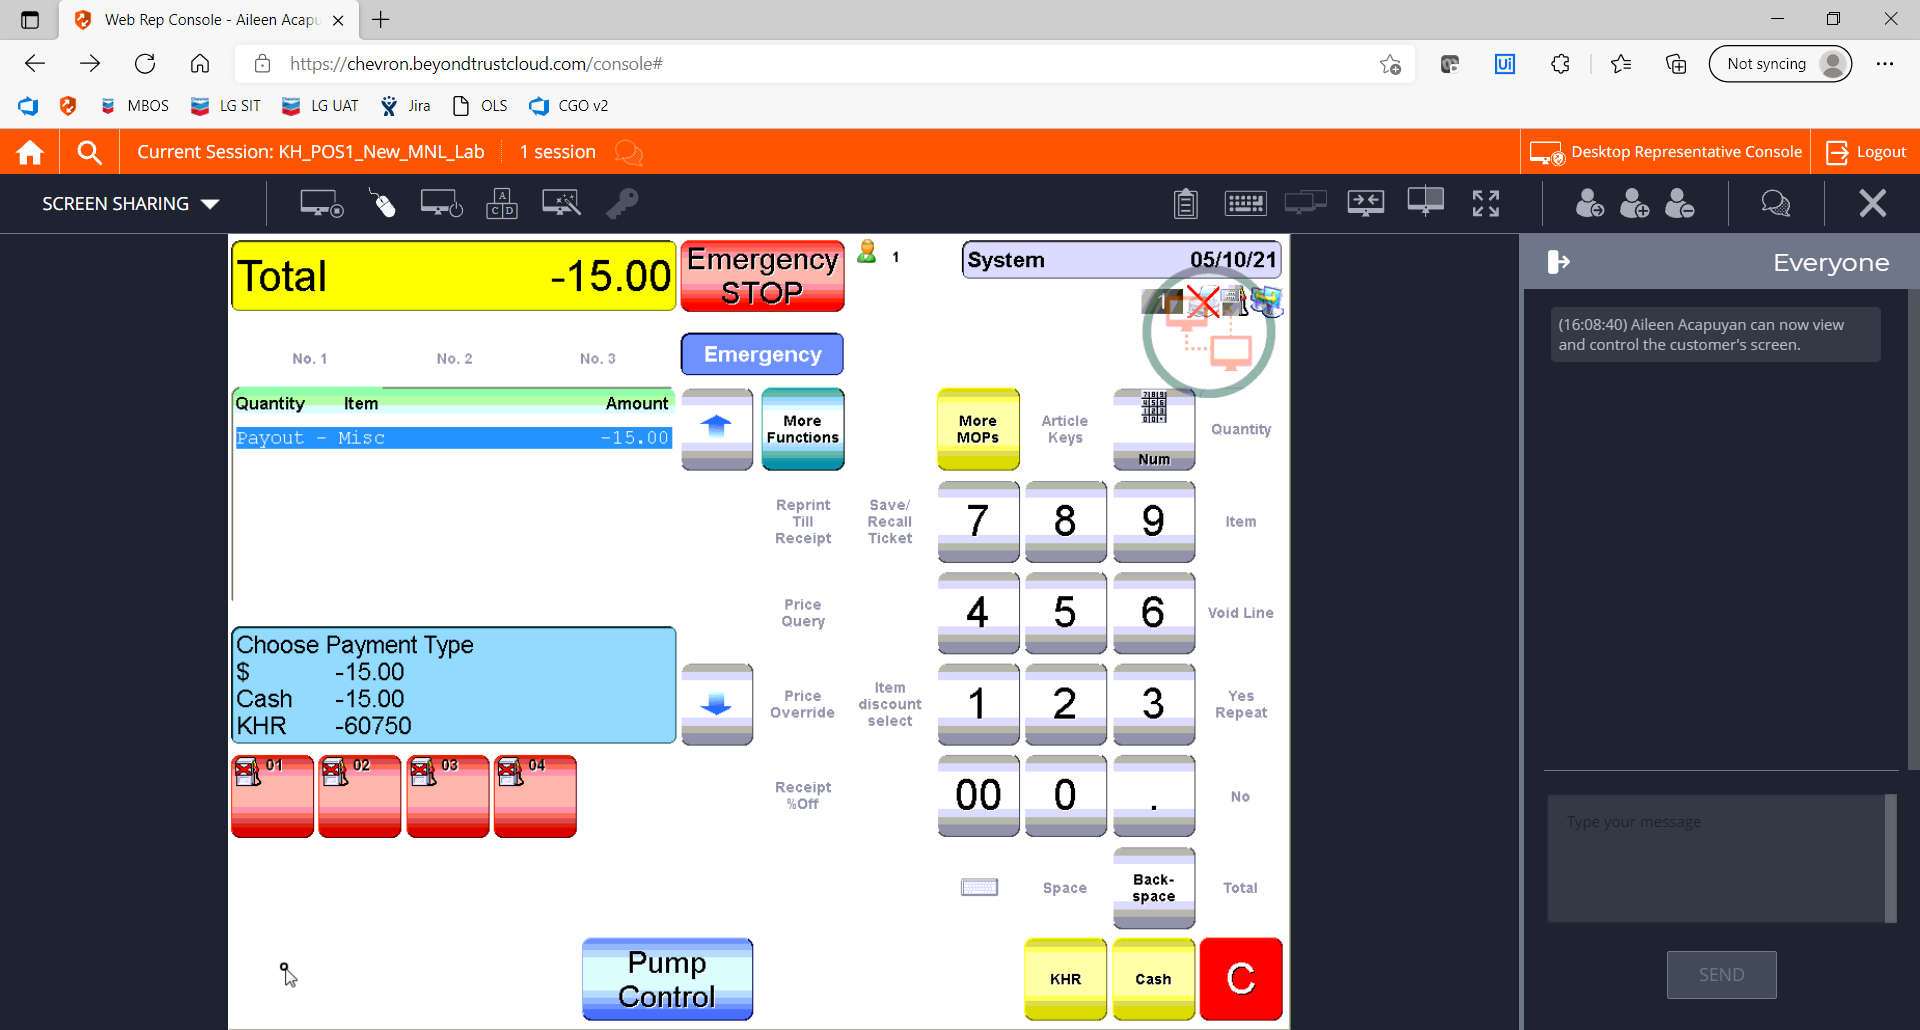 Web Rep Console - Aileen Acapu
https://chevron.beyondtrustcloud.com/console#
Not syncing
MBOS
LG SIT
LG UAT
Jira
OLS
CGO v2
Current Session: KH_POS1_New_MNL_Lab
1 session
Desktop Representative Console
Logout
SCREEN SHARING
Total -15.00
Emergency
STOP
1
System 05/10/21
1
No. 1
No. 2
No. 3
Emergency
Quantity Item Amount
Payout - Misc -15.00
More
Functions
More
MOPs
Article
Keys
Num
Quantity
Reprint
Till
Receipt
Save/
Recall
Ticket
7
8
9
Item
Price
Query
4
5
6
Void Line
Choose Payment Type
$ -15.00
Cash -15.00
KHR -60750
Price
Override
Item
discount
select
1
2
3
Yes
Repeat
01
02
03
04
Receipt
%Off
00
0
.
No
Space
Back-
space
Total
Pump
Control
KHR
Cash
C
Everyone
(16:08:40) Aileen Acapuyan can now view
and control the customer's screen.
Type your message
SEND